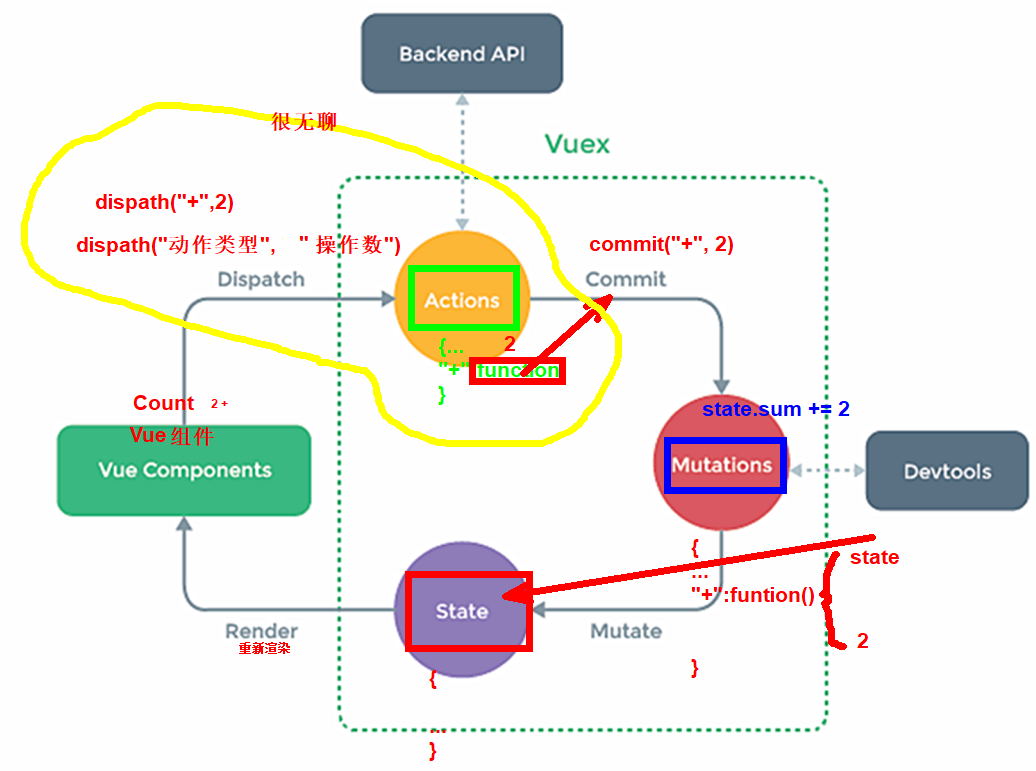 Backend API
很无聊
Vuex
dispath("+",2)
dispath("动作类型", "操作数")
commit("+", 2)
Dispatch
Commit
Actions
{... 2
"+" function
}
Count 2 +
Vue 组件
Vue Components
state.sum += 2
Mutations
Devtools
{
...
"+":funtion()
}
state
2
State
Mutate
Render
重新渲染
{
...
}